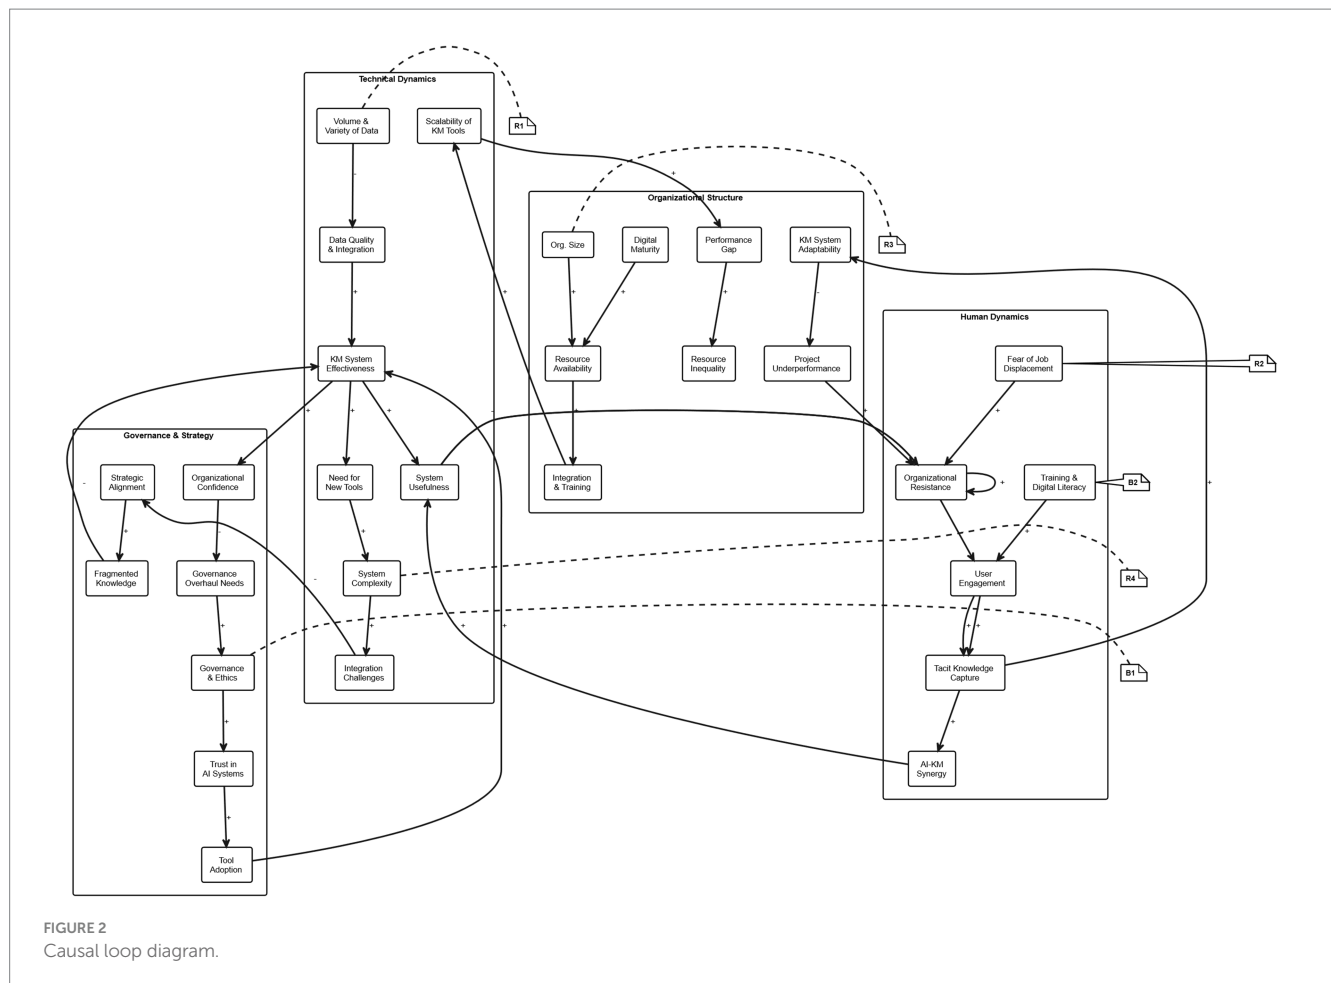 Technical Dynamics
Volume &
Variety of Data
Scalability of
KM Tools
R1
-
+
Organizational Structure
Org. Size
Digital
Maturity
Performance
Gap
KM System
Adaptability
R3
Data Quality
& Integration
+
+
+
+
+
-
Human Dynamics
KM System
Effectiveness
Resource
Availability
Resource
Inequality
Project
Underperformance
Fear of Job
Displacement
R2
+
+
+
-
+
+
+
Governance & Strategy
Strategic
Alignment
Organizational
Confidence
Need for
New Tools
System
Usefulness
Integration
& Training
Organizational
Resistance
+
Training &
Digital Literacy
B2
+
-
+
-
+
+
Fragmented
Knowledge
Governance
Overhaul Needs
System
Complexity
-
User
Engagement
R4
+
+
+
+
+
+
Governance
& Ethics
Integration
Challenges
Tacit Knowledge
Capture
B1
+
+
Trust in
AI Systems
AI-KM
Synergy
+
Tool
Adoption
FIGURE 2
Causal loop diagram.